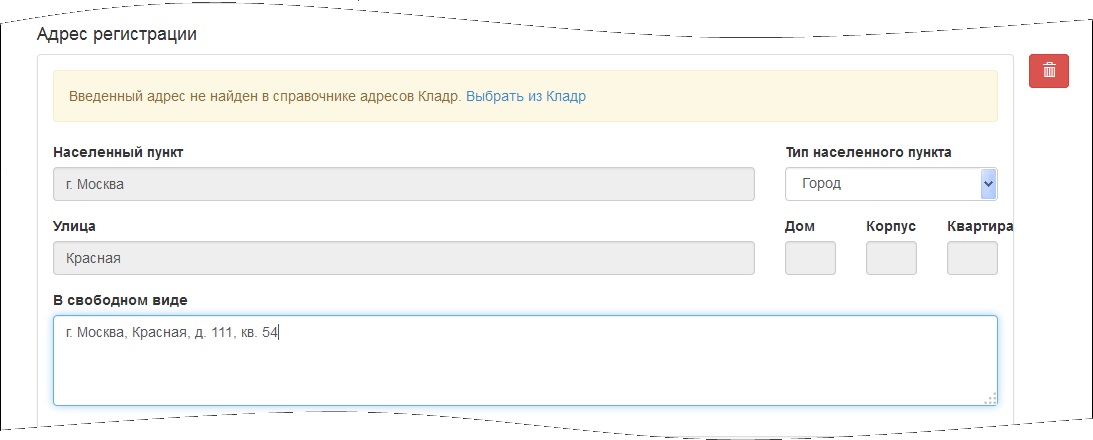 Адрес регистрации
Введенный адрес не найден в справочнике адресов Кладр. Выбрать из Кладр
Населенный пункт Тип населенного пункта
г. Москва Город
Улица Дом Корпус Квартира
Красная
В свободном виде
г. Москва, Красная, д. 111, кв. 54